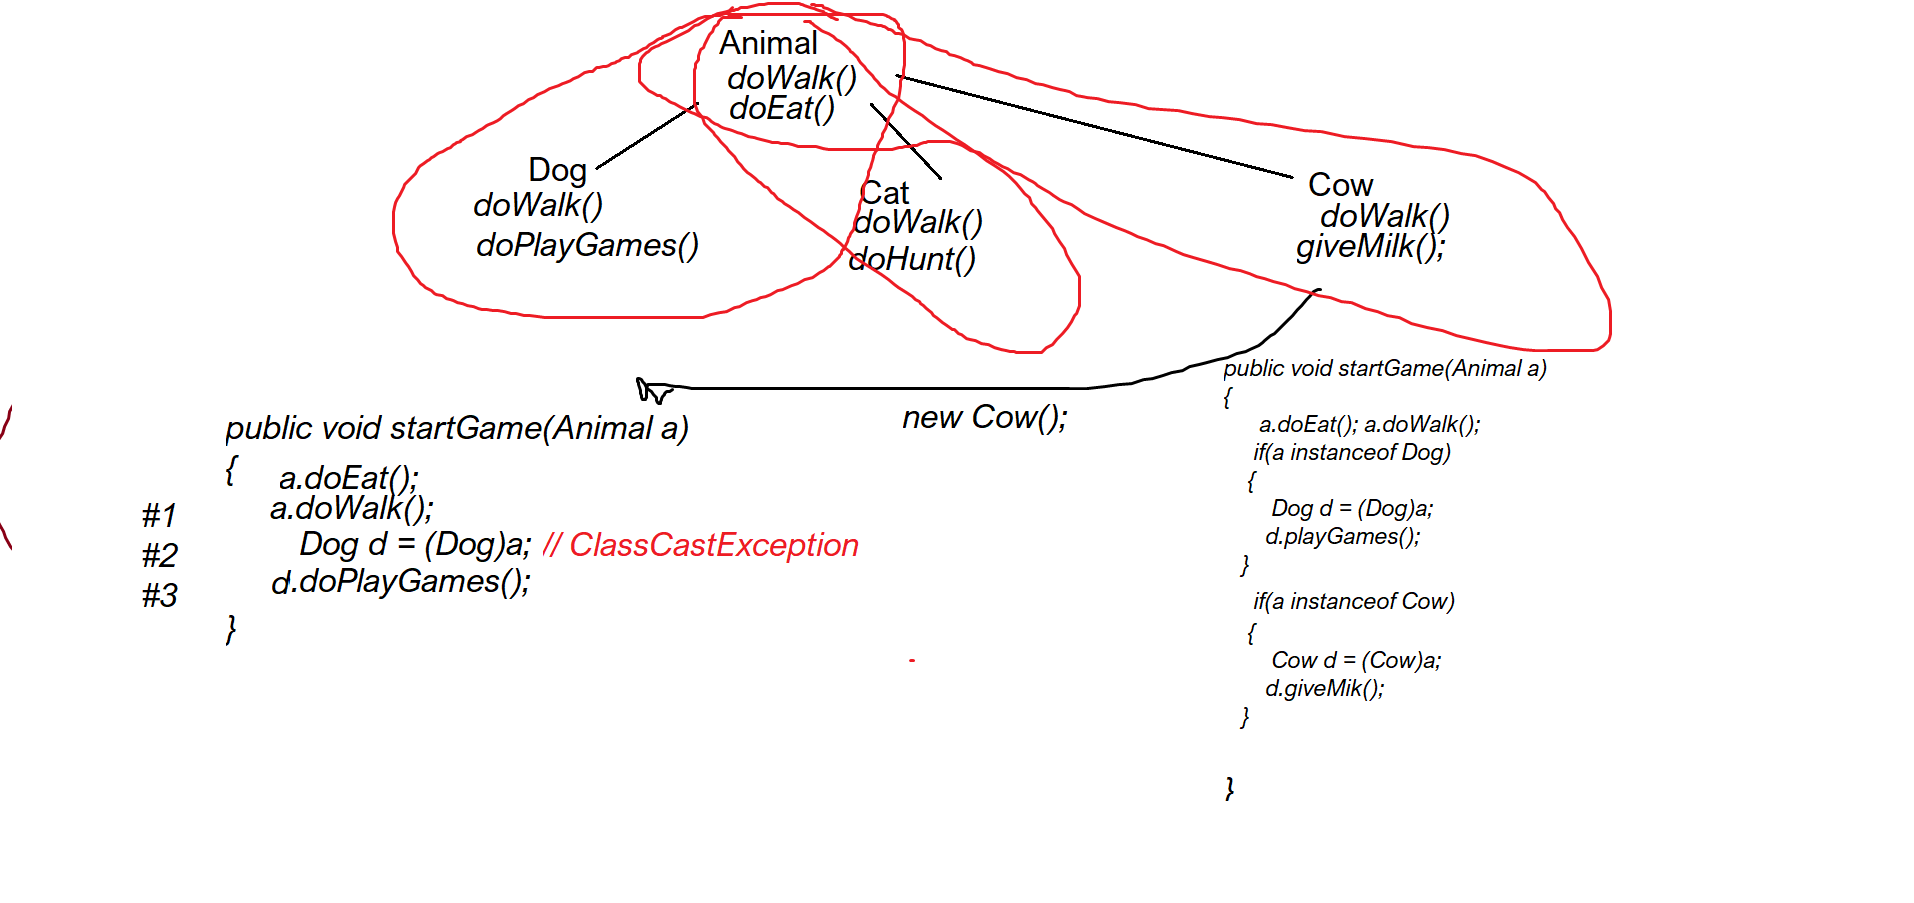 Animal
doWalk()
doEat()
Dog
doWalk()
doPlayGames()
Cat
doWalk()
doHunt()
Cow
doWalk()
giveMilk();
new Cow();
public void startGame(Animal a)
{ a.doEat();
#1 a.doWalk();
#2 Dog d = (Dog)a; // ClassCastException
#3 d.doPlayGames();
}
public void startGame(Animal a)
{
a.doEat(); a.doWalk();
if(a instanceof Dog)
{
Dog d = (Dog)a;
d.playGames();
}
if(a instanceof Cow)
{
Cow d = (Cow)a;
d.giveMik();
}
}